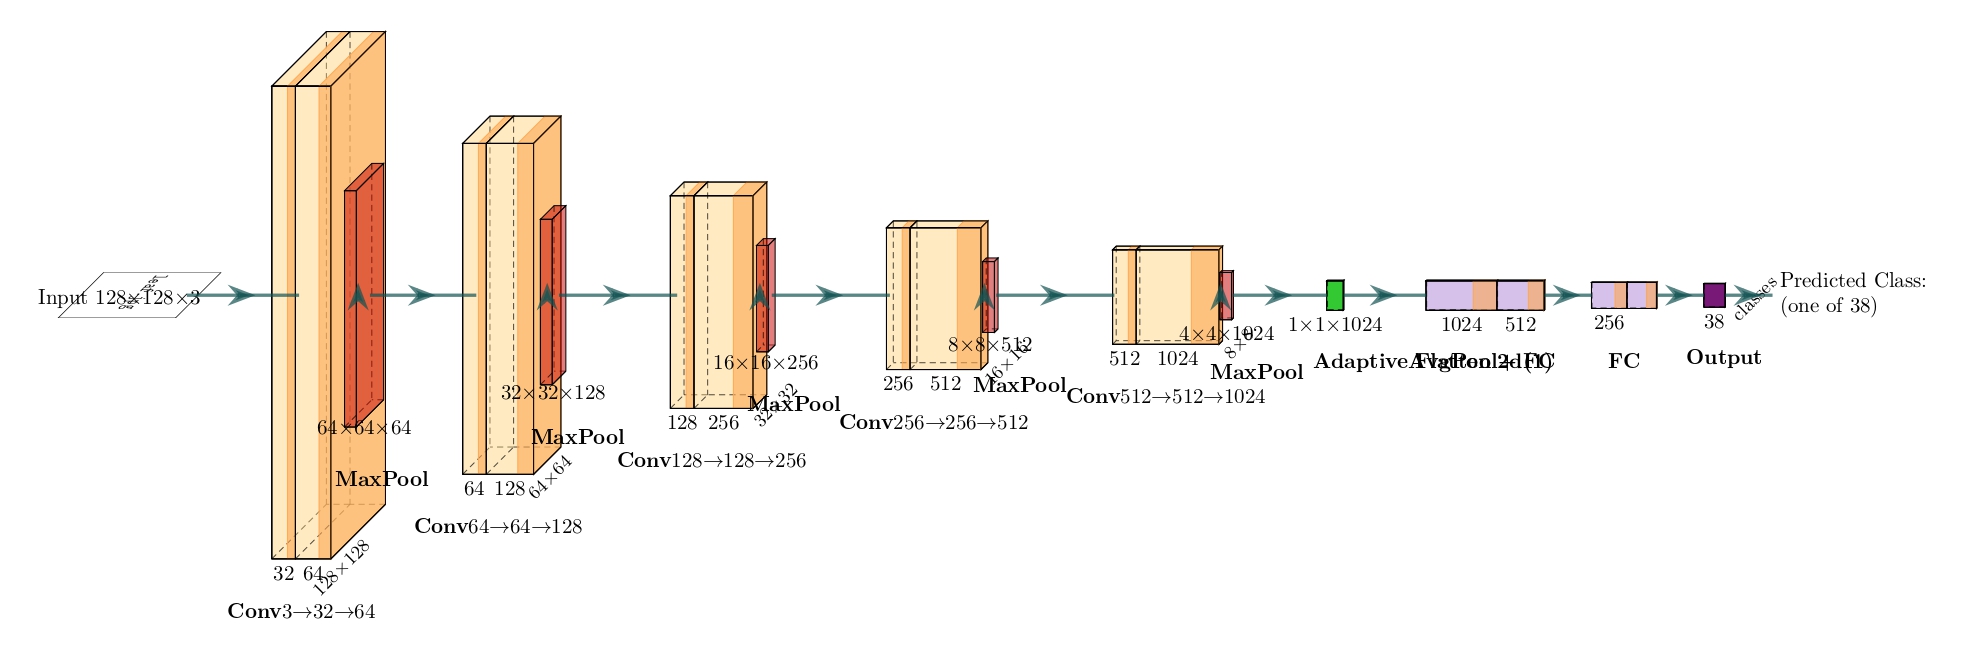 Input 128×128×3
32 64
128×128
Conv3→32→64
64×64×64
MaxPool
64 128
64×64
Conv64→64→128
32×32×128
MaxPool
128 256
32×32
Conv128→128→256
16×16×256
MaxPool
256 512
16×16
Conv256→256→512
8×8×512
MaxPool
512 1024
8×8
Conv512→512→1024
4×4×1024
MaxPool
1×1×1024
AdaptiveAvgPool2d(1)
1024 512
Flatten + FC
256
FC
38
classes
Output
Predicted Class:
(one of 38)